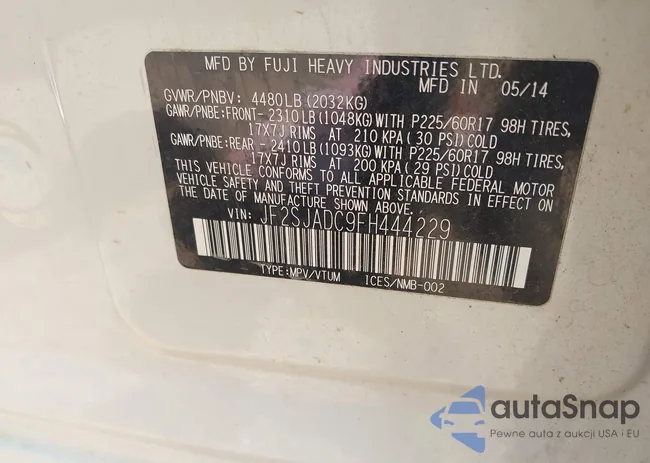 MFD BY FUJI HEAVY INDUSTRIES LTD.
MFD IN 05/14
GVWR/PNBV: 4480LB(2032KG)
GAWR/PNBE:FRONT- 2310LB(1048KG)WITH P225/60R17 98H TIRES,
17X7J RIMS AT 210 KPA( 30 PSI)COLD
GAWR/PNBE:REAR - 2410LB(1093KG)WITH P225/60R17 98H TIRES,
17X7J RIMS AT 200 KPA( 29 PSI)COLD
THIS VEHICLE CONFORMS TO ALL APPLICABLE FEDERAL MOTOR
VEHICLE SAFETY AND THEFT PREVENTION STANDARDS IN EFFECT ON
THE DATE OF MANUFACTURE SHOWN ABOVE.
VIN: JF2SJADC9FH444229
TYPE:MPV/VTUM ICES/NMB-002
autaSnap
Pewne auta z aukcji USA i EU